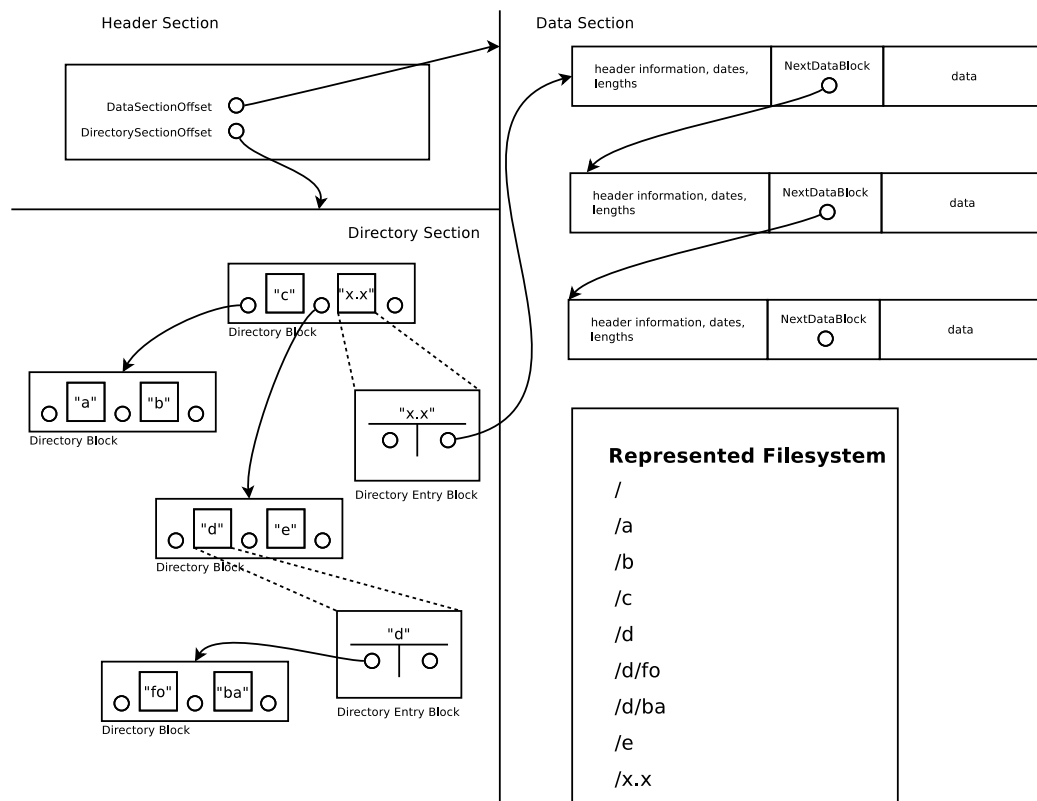 Header Section
DataSectionOffset
DirectorySectionOffset
Directory Section
"c"
"x.x"
Directory Block
"a"
"b"
Directory Block
"x.x"
Directory Entry Block
"d"
"e"
Directory Block
"d"
Directory Entry Block
"fo"
"ba"
Directory Block
Data Section
header information, dates,
lengths
NextDataBlock
data
header information, dates,
lengths
NextDataBlock
data
header information, dates,
lengths
NextDataBlock
data
Represented Filesystem
/
/a
/b
/c
/d
/d/fo
/d/ba
/e
/x.x